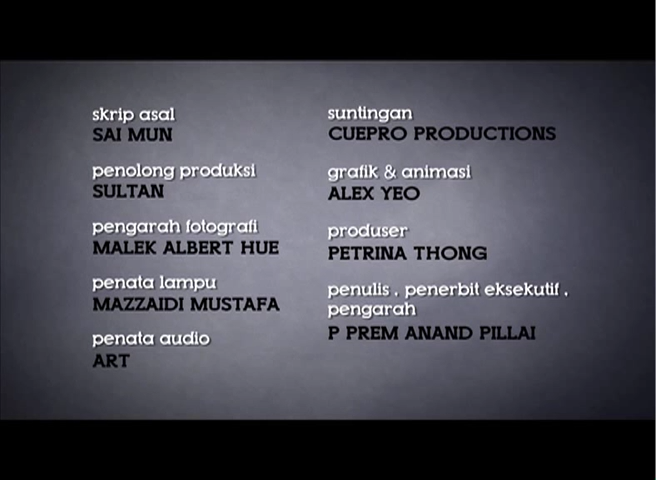 skrip asal
SAI MUN
penolong produksi
SULTAN
pengarah fotografi
MALEK ALBERT HUE
penata lampu
MAZZAIDI MUSTAFA
penata audio
ART
suntingan
CUEPRO PRODUCTIONS
grafik & animasi
ALEX YEO
produser
PETRINA THONG
penulis , penerbit eksekutif ,
pengarah
P PREM ANAND PILLAI